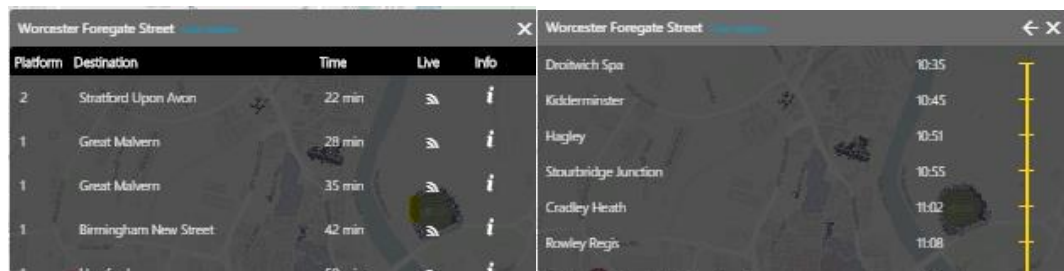 Worcester Foregate Street
Platform Destination Time Live Info
2 Stratford Upon Avon 22 min i
1 Great Malvern 28 min i
1 Great Malvern 35 min i
1 Birmingham New Street 42 min i
Worcester Foregate Street
Droitwich Spa 10:35
Kidderminster 10:45
Hagley 10:51
Stourbridge Junction 10:55
Cradley Heath 11:02
Rowley Regis 11:08